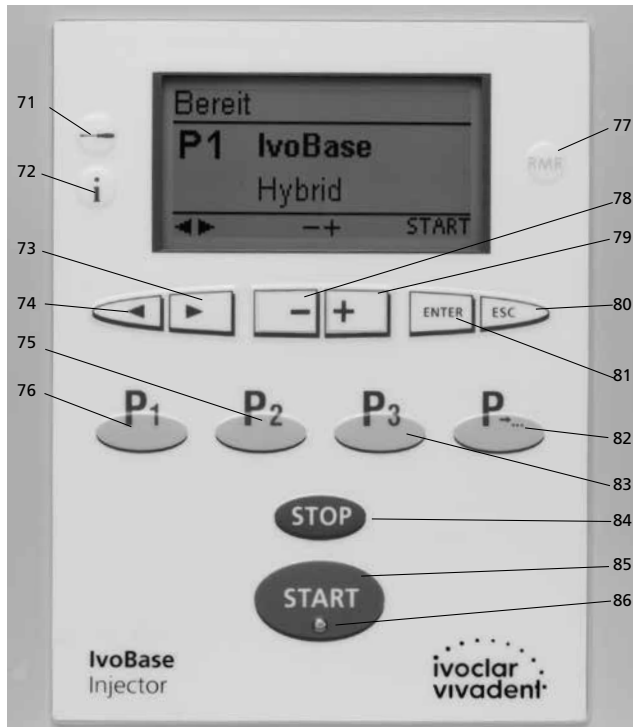 71
72
73
74
75
76
77
78
79
80
81
82
83
84
85
86
Bereit
P1 IvoBase
Hybrid
◀▶ −+ START
i
RMR
◀ ▶ − + ENTER ESC
P1 P2 P3 P→...
STOP
START
IvoBase
Injector
ivoclar
vivadent